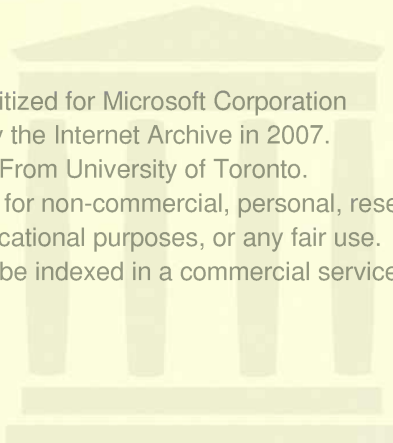 itized for Microsoft Corporation
the Internet Archive in 2007.
From University of Toronto.
for non-commercial, personal, rese
cational purposes, or any fair use.
be indexed in a commercial service